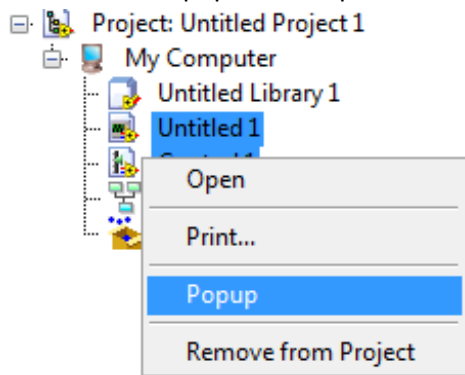 Project: Untitled Project 1
My Computer
Untitled Library 1
Untitled 1
Open
Print...
Popup
Remove from Project